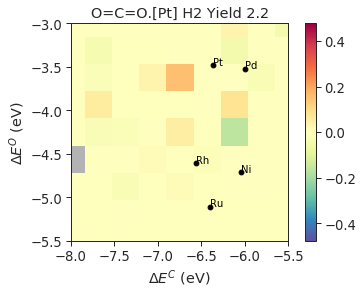 O=C=O.[Pt] H2 Yield 2.2
−3.0
−3.5
−4.0
−4.5
−5.0
−5.5
ΔE^O (eV)
Pt
Pd
Rh
Ni
Ru
−8.0 −7.5 −7.0 −6.5 −6.0 −5.5
ΔE^C (eV)
0.4
0.2
0.0
−0.2
−0.4